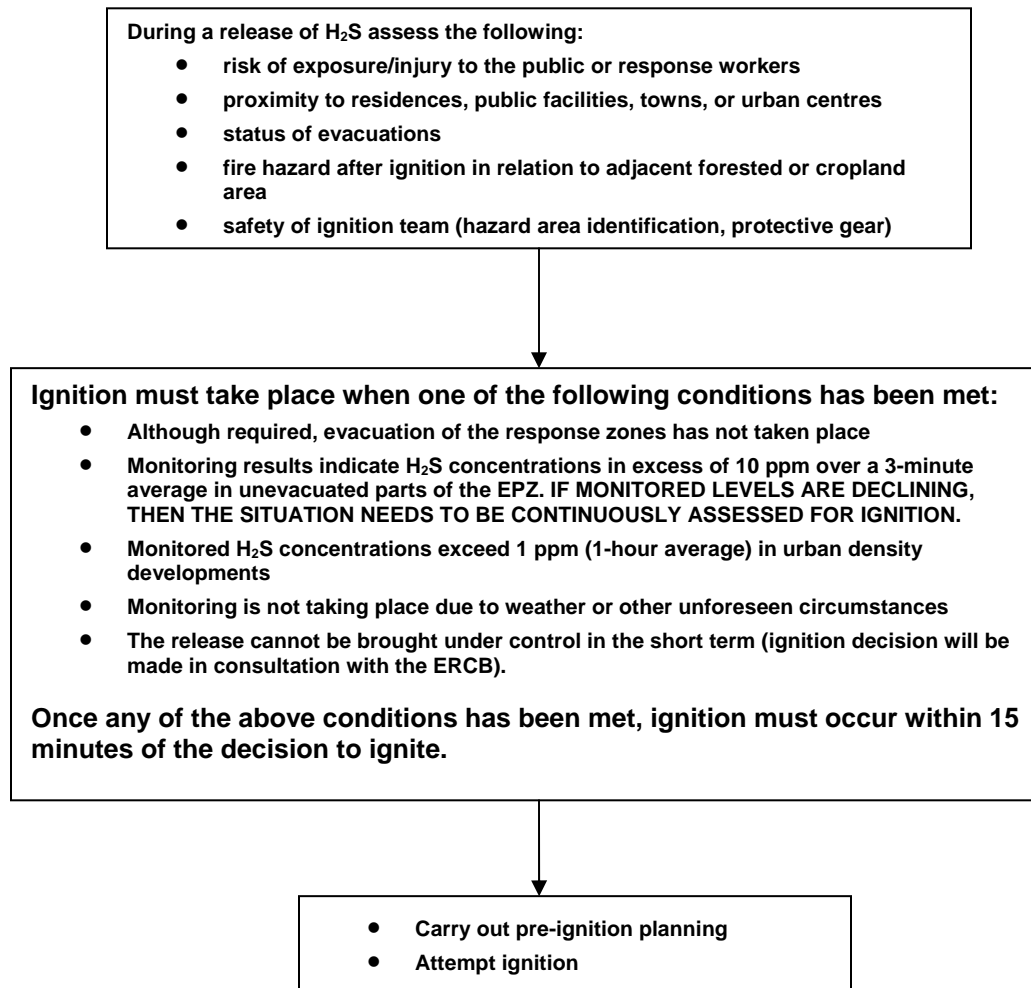 During a release of H₂S assess the following:
● risk of exposure/injury to the public or response workers
● proximity to residences, public facilities, towns, or urban centres
● status of evacuations
● fire hazard after ignition in relation to adjacent forested or cropland
area
● safety of ignition team (hazard area identification, protective gear)
Ignition must take place when one of the following conditions has been met:
● Although required, evacuation of the response zones has not taken place
● Monitoring results indicate H₂S concentrations in excess of 10 ppm over a 3-minute
average in unevacuated parts of the EPZ. IF MONITORED LEVELS ARE DECLINING,
THEN THE SITUATION NEEDS TO BE CONTINUOUSLY ASSESSED FOR IGNITION.
● Monitored H₂S concentrations exceed 1 ppm (1-hour average) in urban density
developments
● Monitoring is not taking place due to weather or other unforeseen circumstances
● The release cannot be brought under control in the short term (ignition decision will be
made in consultation with the ERCB).
Once any of the above conditions has been met, ignition must occur within 15
minutes of the decision to ignite.
● Carry out pre-ignition planning
● Attempt ignition